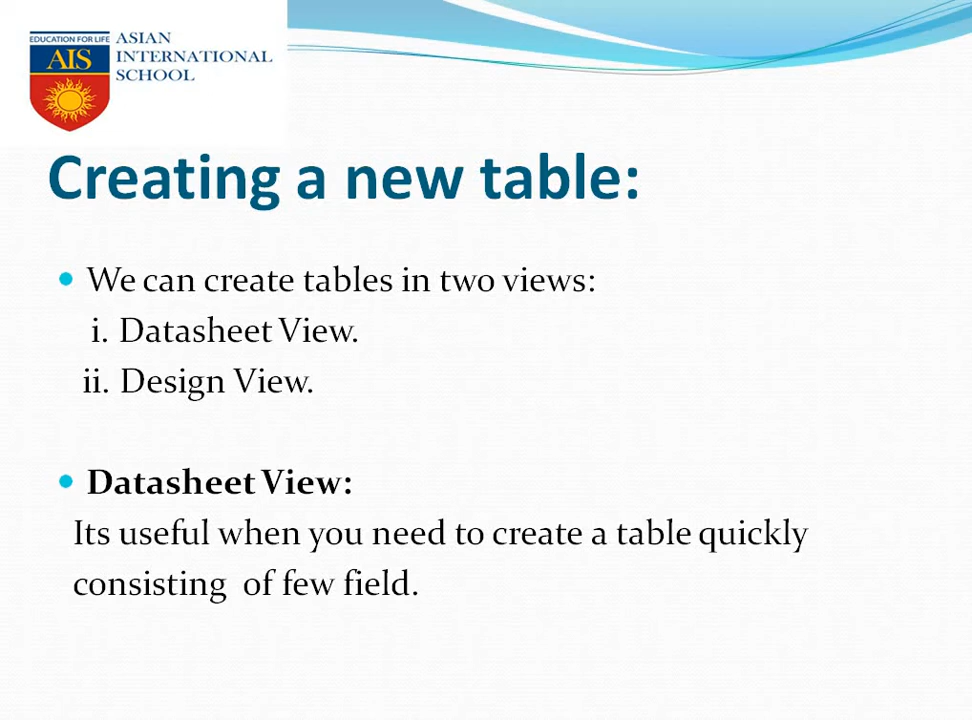 EDUCATION FOR LIFE
AIS
ASIAN
INTERNATIONAL
SCHOOL
Creating a new table:
• We can create tables in two views:
i. Datasheet View.
ii. Design View.
• Datasheet View:
Its useful when you need to create a table quickly
consisting of few field.